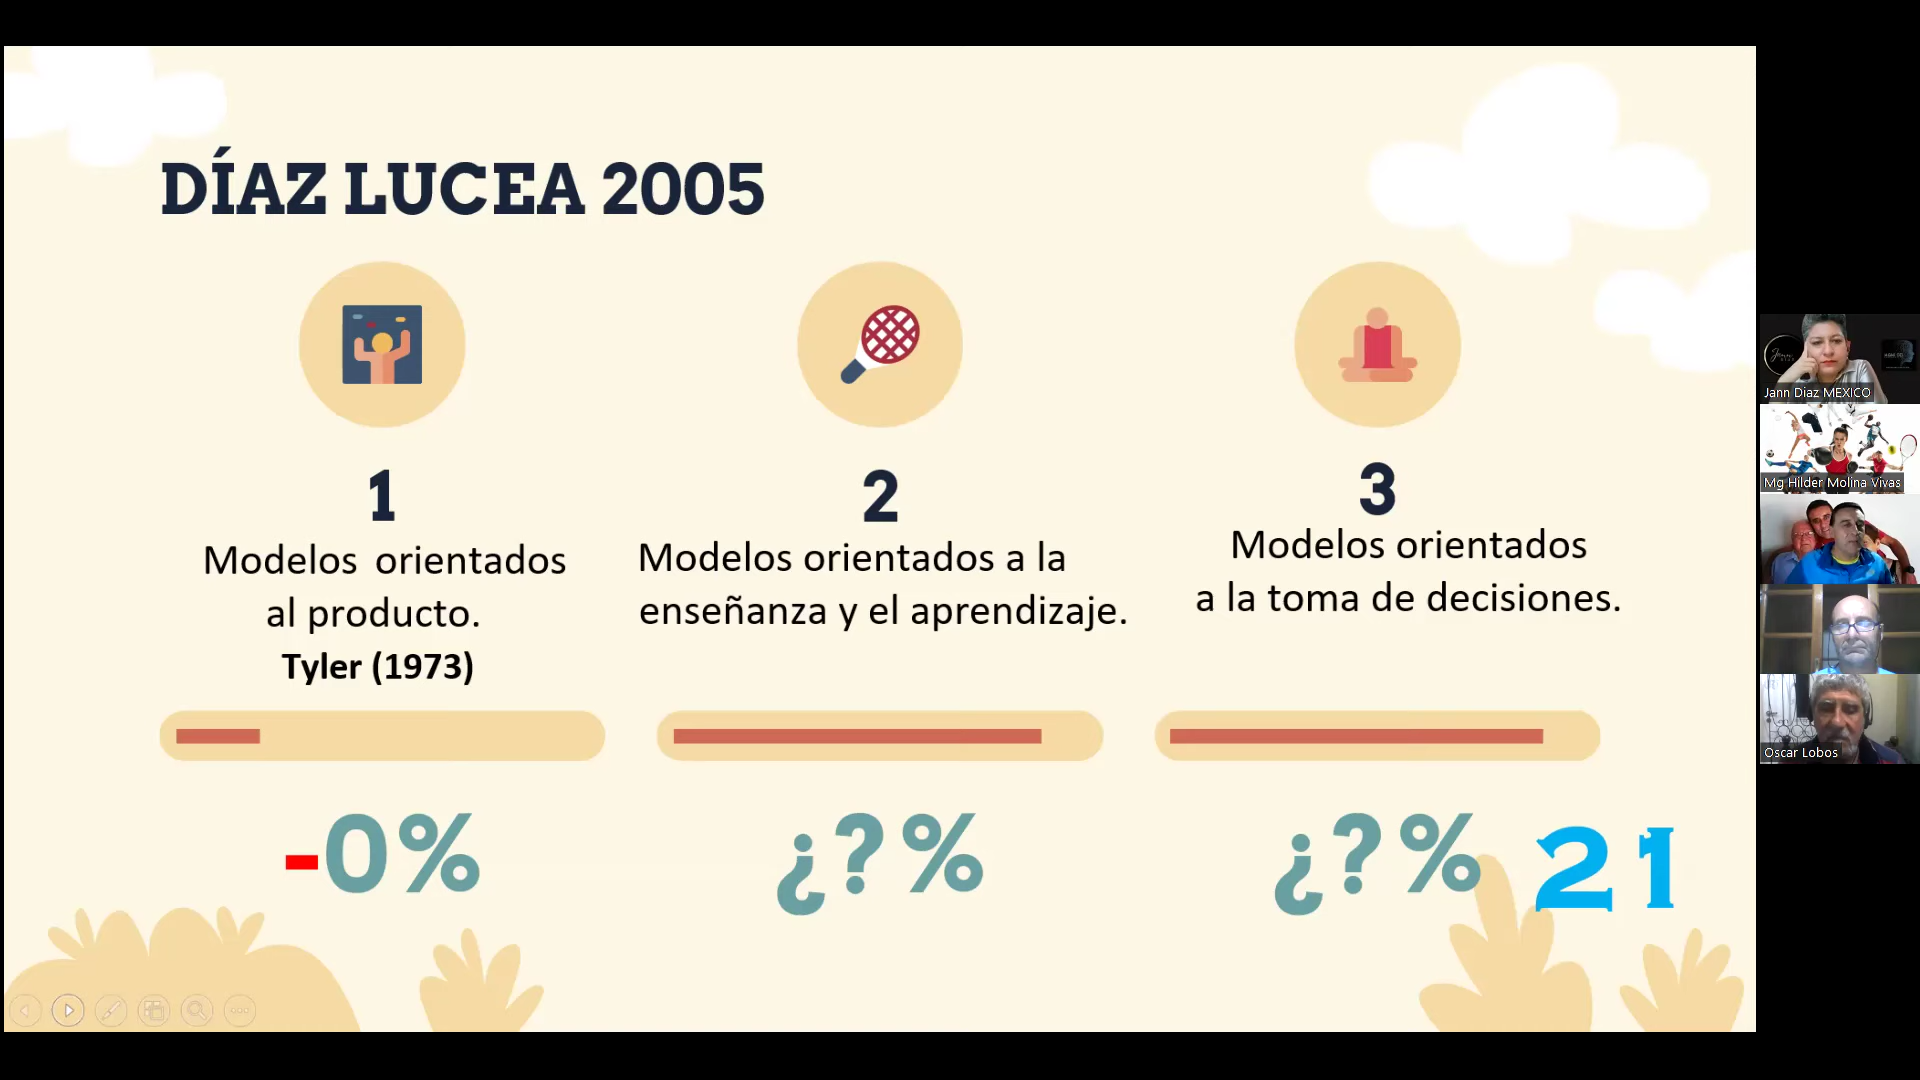 DÍAZ LUCEA 2005
1
Modelos orientados
al producto.
Tyler (1973)
-0%
2
Modelos orientados a la
enseñanza y el aprendizaje.
¿?%
3
Modelos orientados
a la toma de decisiones.
¿?%
21
Jann Diaz MEXICO
Mg Hilder Molina Vivas
Oscar Lobos